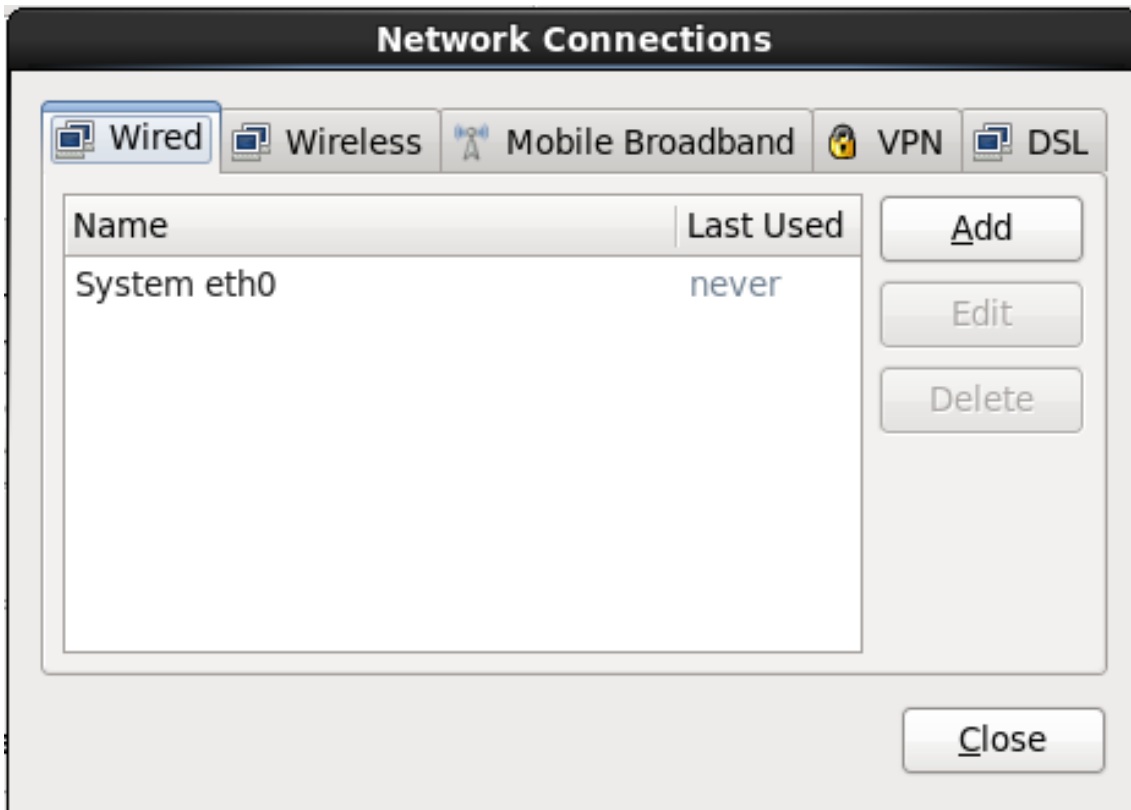 Network Connections
Wired Wireless Mobile Broadband VPN DSL
Name Last Used
System eth0 never
Add
Edit
Delete
Close